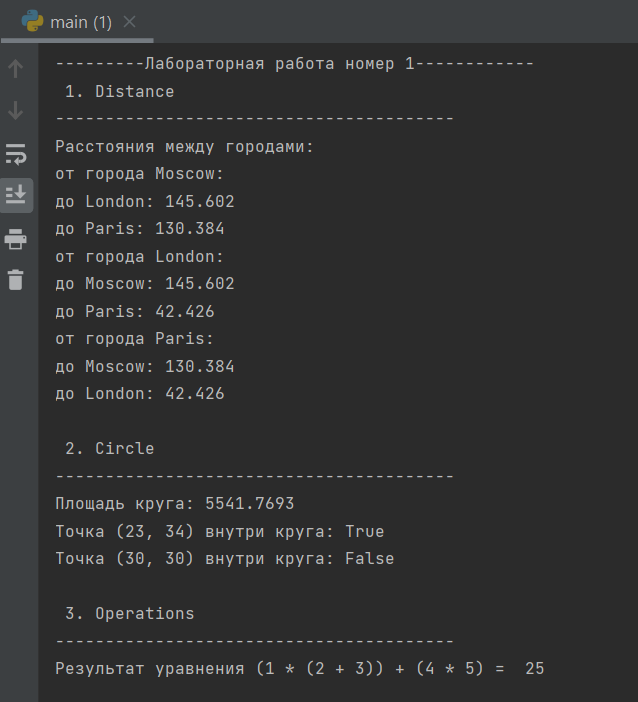 main (1)
---------Лабораторная работа номер 1------------
1. Distance
----------------------------------------
Расстояния между городами:
от города Moscow:
до London: 145.602
до Paris: 130.384
от города London:
до Moscow: 145.602
до Paris: 42.426
от города Paris:
до Moscow: 130.384
до London: 42.426
2. Circle
----------------------------------------
Площадь круга: 5541.7693
Точка (23, 34) внутри круга: True
Точка (30, 30) внутри круга: False
3. Operations
----------------------------------------
Результат уравнения (1 * (2 + 3)) + (4 * 5) =  25